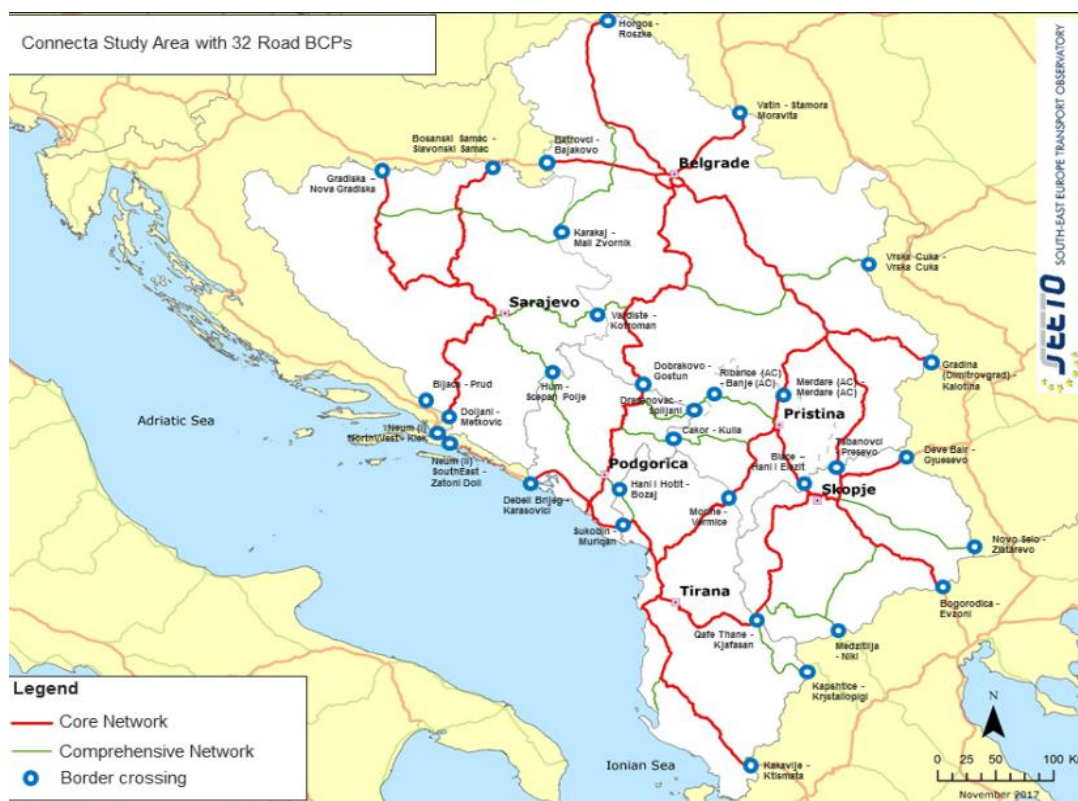 Connecta Study Area with 32 Road BCPs
SOUTH-EAST EUROPE TRANSPORT OBSERVATORY
SEETO
Horgos -
Roszke
Vatin - Stamora
Moravita
Bosanski Samac -
Slavonski Samac
Batrovci -
Bajakovo
Belgrade
Gradiska –
Nova Gradiska
Karakaj -
Mali Zvornik
Vrska Cuka –
Vrska Cuka
Sarajevo
Vardiste -
Kotroman
Gradina
(Dimitrovgrad) -
Kalotina
Hum -
Scepan Polje
Dobrakovo -
Gostun
Ribarice (AC)
- Banje (AC)
Merdare (AC) –
Merdare (AC)
Bijaca - Prud
Dracenovac -
Spiljani
Doljani -
Metkovic
Pristina
Adriatic Sea
Neum (I)
NorthWest - Klek
Cakor - Kulla
Tabanovci
- Presevo
Deve Bair -
Gjuesevo
Neum (II) -
SouthEast -
Zatoni Doli
Podgorica
Blace –
Hani i Elezit
Hani i Hotit -
Bozaj
Skopje
Debeli Brijeg -
Karasovici
Morine -
Vermice
Sukobin -
Muriqan
Novo Selo -
Zlatarevo
Tirana
Bogorodica -
Evzoni
Qafe Thane -
Kjafasan
Medzitlija
- Niki
Kapshtice -
Krystallopigi
Legend
Core Network
Comprehensive Network
Border crossing
Ionian Sea
Kakavije -
Ktismata
N
0 25 50 100
November 2017